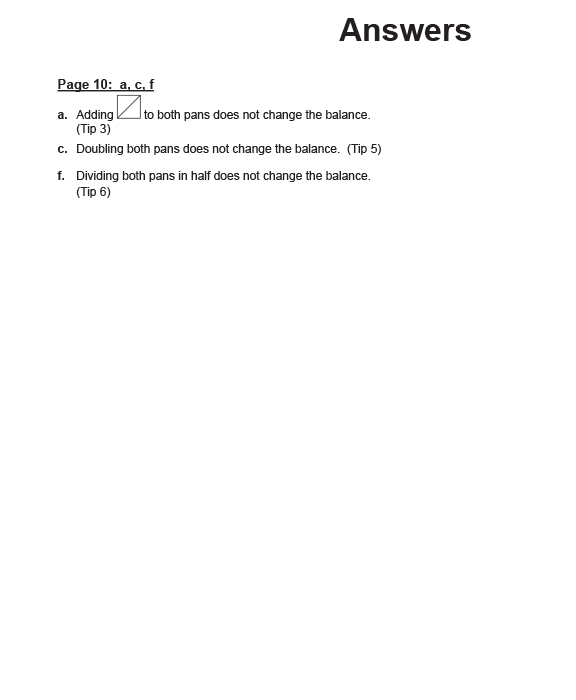 Answers
Page 10: a, c, f
a. Adding to both pans does not change the balance.
(Tip 3)
c. Doubling both pans does not change the balance. (Tip 5)
f. Dividing both pans in half does not change the balance.
(Tip 6)